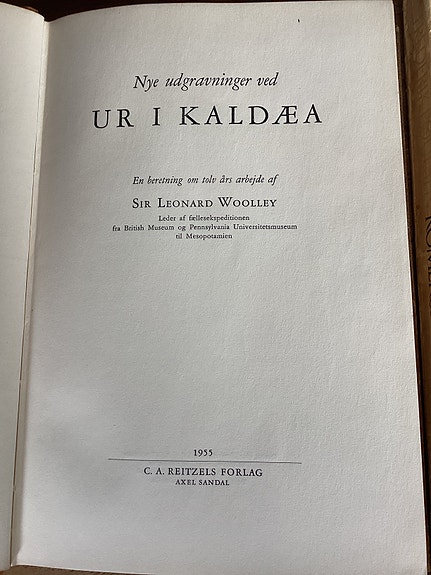 Nye udgravninger ved
UR I KALDÆA
En beretning om tolv års arbejde af
SIR LEONARD WOOLLEY
Leder af fællesekspeditionen
fra British Museum og Pennsylvania Universitetsmuseum
til Mesopotamien
1955
C. A. REITZELS FORLAG
AXEL SANDAL